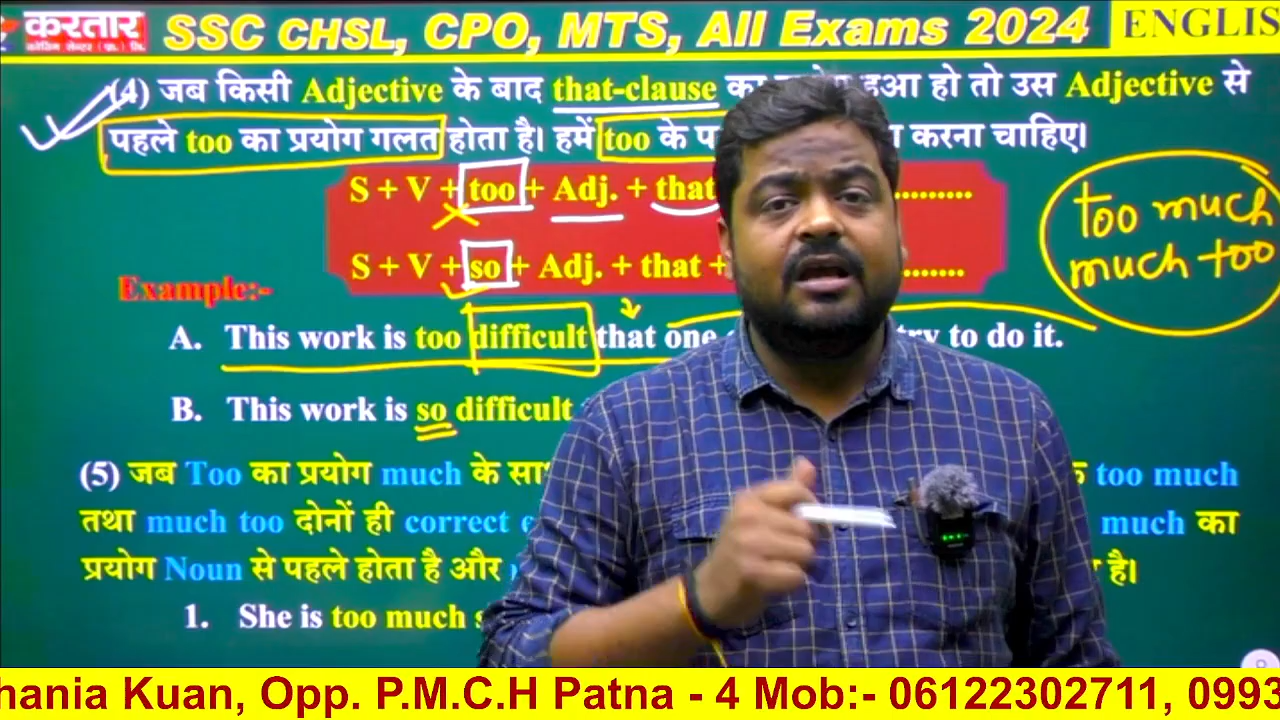 करतार
SSC CHSL, CPO, MTS, All Exams 2024
ENGLIS
(4) जब किसी Adjective के बाद that-clause का हुआ हो तो उस Adjective से
पहले too का प्रयोग गलत होता है। हमें too के करना चाहिए।
S + V + too + Adj. + that ..........
S + V + so + Adj. + that + ..........
too much
much too
Example:-
A. This work is too difficult that one try to do it.
B. This work is so difficult
(5) जब Too का प्रयोग much के too much
तथा much too दोनों ही correct much का
प्रयोग Noun से पहले होता है और है।
1. She is too much
hania Kuan, Opp. P.M.C.H Patna - 4 Mob:- 06122302711, 0993